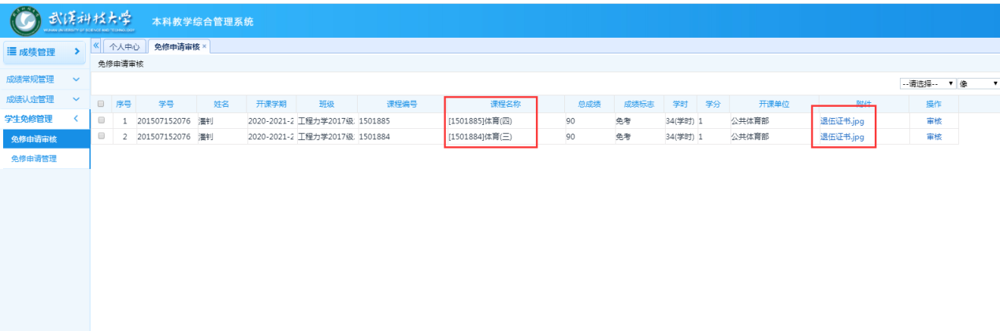 武漢科技大学 本科教学综合管理系统
WUHAN UNIVERSITY OF SCIENCE AND TECHNOLOGY
成绩管理
个人中心 免修申请审核 ×
免修申请审核
成绩常规管理
--请选择-- 像
成绩认定管理
序号 学号 姓名 开课学期 班级 课程编号 课程名称 总成绩 成绩标志 学时 学分 开课单位 附件 操作
学生免修管理
1 201507152076 潘钊 2020-2021-2 工程力学2017级 1501885 [1501885]体育(四) 90 免考 34(学时) 1 公共体育部 退伍证书.jpg 审核
免修申请审核
2 201507152076 潘钊 2020-2021-2 工程力学2017级 1501884 [1501884]体育(三) 90 免考 34(学时) 1 公共体育部 退伍证书.jpg 审核
免修申请管理